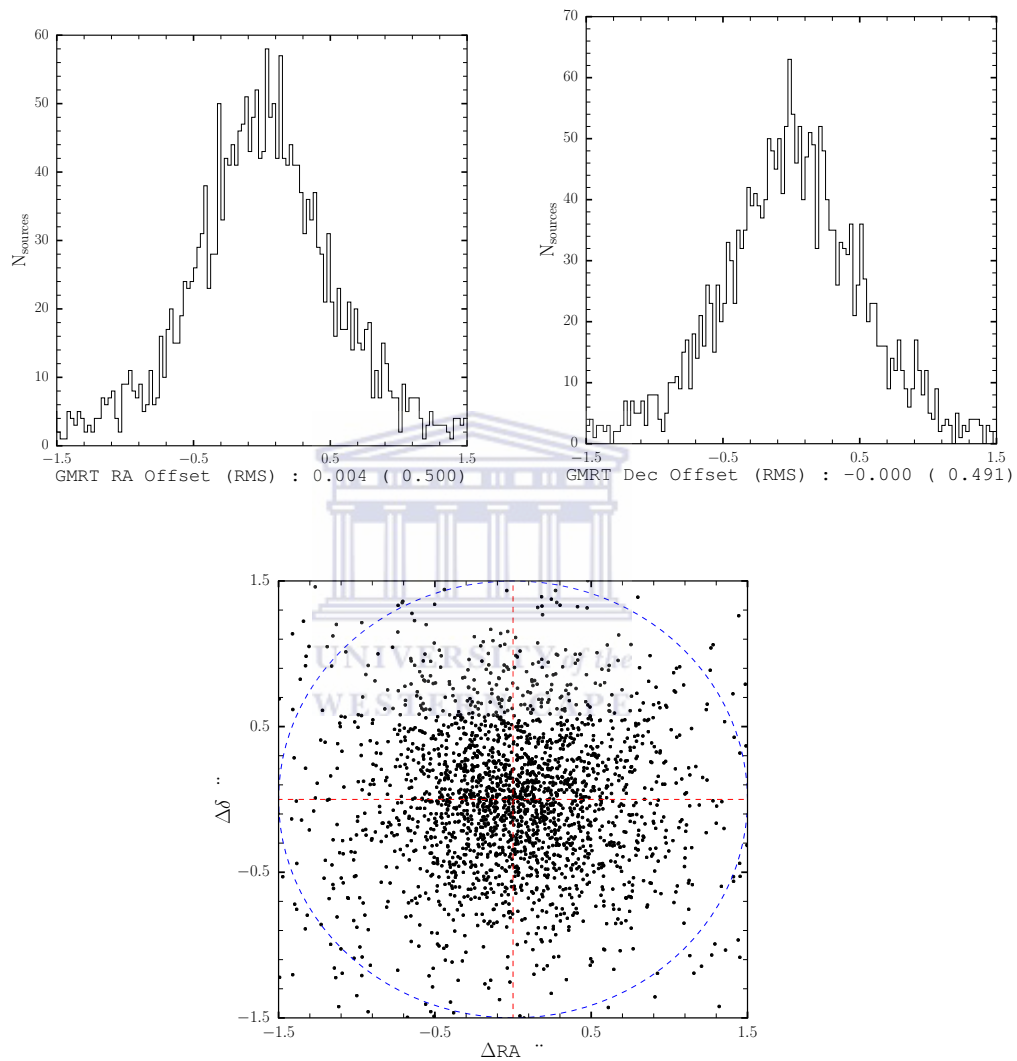 60
50
40
30
20
10
0
N_sources
−1.5 −0.5 0.5 1.5
GMRT RA Offset (RMS) : 0.004 ( 0.500)
70
60
50
40
30
20
10
0
N_sources
−1.5 −0.5 0.5 1.5
GMRT Dec Offset (RMS) : -0.000 ( 0.491)
UNIVERSITY of the
WESTERN CAPE
1.5
0.5
−0.5
−1.5
Δδ ¨
−1.5 −0.5 0.5 1.5
ΔRA ¨